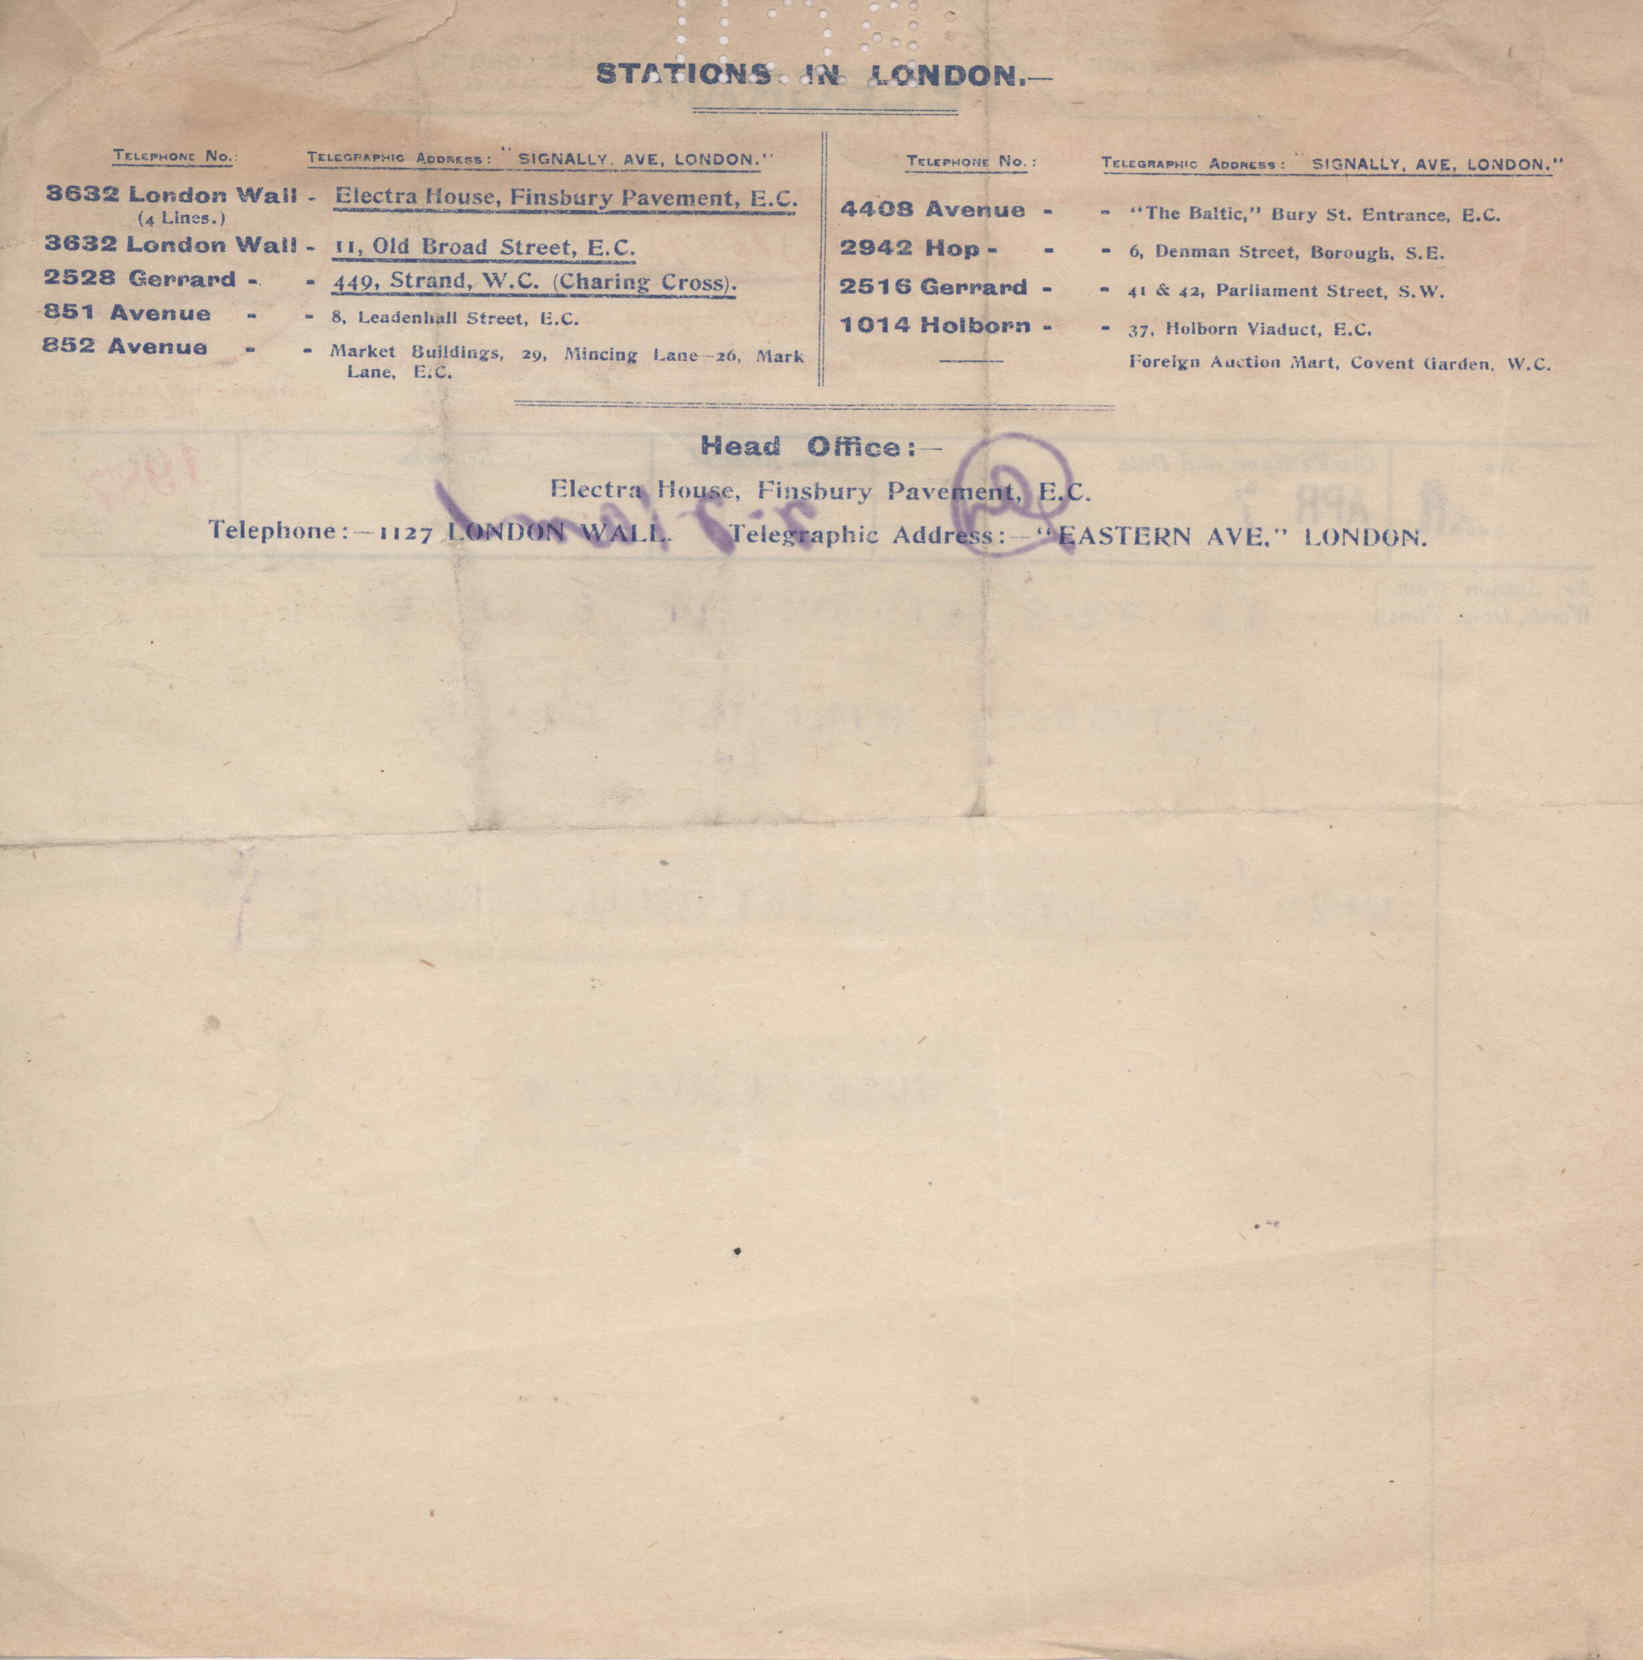 STATIONS IN LONDON.—
TELEPHONE NO.:
TELEGRAPHIC ADDRESS: "SIGNALLY, AVE, LONDON."
3632 London Wall - Electra House, Finsbury Pavement, E.C.
(4 Lines.)
3632 London Wall - 11, Old Broad Street, E.C.
2528 Gerrard - - 449, Strand, W.C. (Charing Cross).
851 Avenue - - 8, Leadenhall Street, E.C.
852 Avenue - - Market Buildings, 29, Mincing Lane—26, Mark
Lane, E.C.
TELEPHONE NO.:
TELEGRAPHIC ADDRESS: "SIGNALLY, AVE, LONDON."
4408 Avenue - - "The Baltic," Bury St. Entrance, E.C.
2942 Hop - - - 6, Denman Street, Borough, S.E.
2516 Gerrard - - 41 & 42, Parliament Street, S.W.
1014 Holborn - - 37, Holborn Viaduct, E.C.
Foreign Auction Mart, Covent Garden, W.C.
Head Office:—
Electra House, Finsbury Pavement, E.C.
Telephone:—1127 LONDON WALL. Telegraphic Address:—"EASTERN AVE," LONDON.